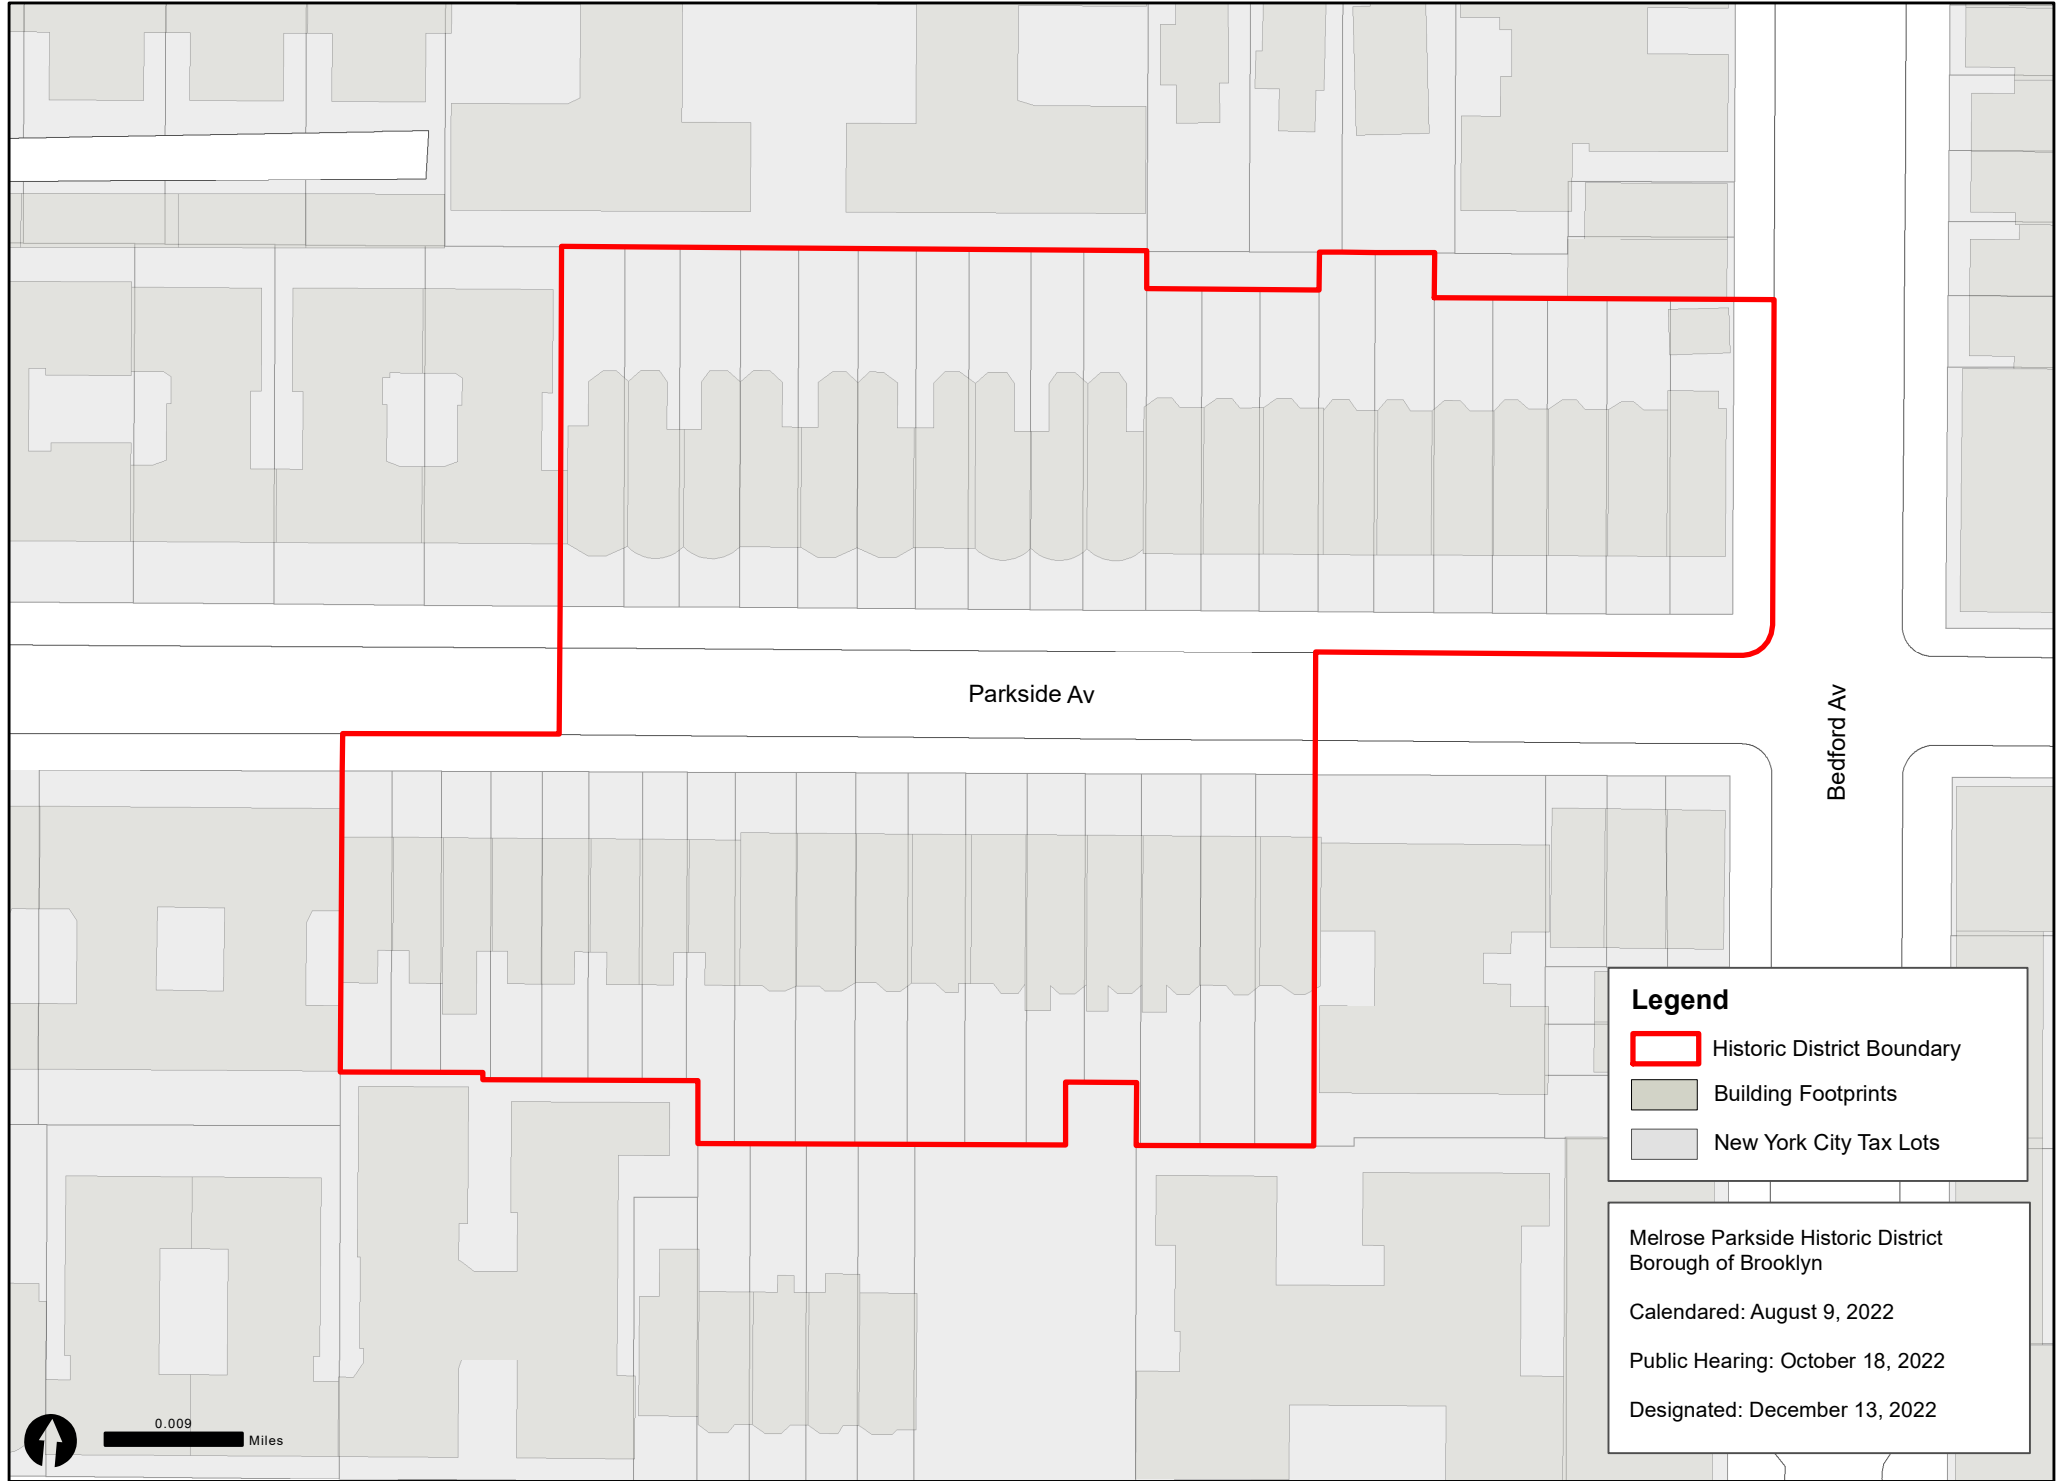 Parkside Av
Bedford Av
Legend
Historic District Boundary
Building Footprints
New York City Tax Lots
Melrose Parkside Historic District
Borough of Brooklyn
Calendared: August 9, 2022
Public Hearing: October 18, 2022
Designated: December 13, 2022
0.009
Miles